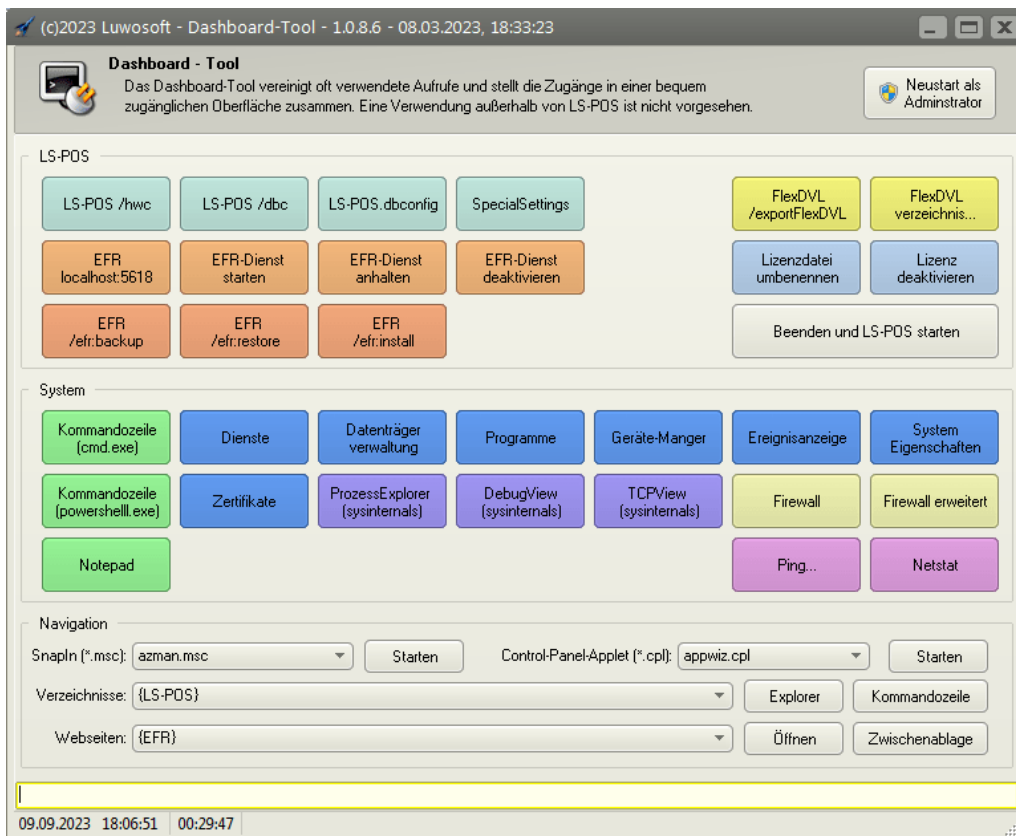 (c)2023 Luwosoft - Dashboard-Tool - 1.0.8.6 - 08.03.2023, 18:33:23
Dashboard - Tool
Das Dashboard-Tool vereinigt oft verwendete Aufrufe und stellt die Zugänge in einer bequem
zugänglichen Oberfläche zusammen. Eine Verwendung außerhalb von LS-POS ist nicht vorgesehen.
Neustart als
Adminstrator
LS-POS
LS-POS /hwc
LS-POS /dbc
LS-POS.dbconfig
SpecialSettings
FlexDVL
/exportFlexDVL
FlexDVL
verzeichnis...
EFR
localhost:5618
EFR-Dienst
starten
EFR-Dienst
anhalten
EFR-Dienst
deaktivieren
Lizenzdatei
umbenennen
Lizenz
deaktivieren
EFR
/efr:backup
EFR
/efr:restore
EFR
/efr:install
Beenden und LS-POS starten
System
Kommandozeile
(cmd.exe)
Dienste
Datenträger
verwaltung
Programme
Geräte-Manger
Ereignisanzeige
System
Eigenschaften
Kommandozeile
(powershelll.exe)
Zertifikate
ProzessExplorer
(sysinternals)
DebugView
(sysinternals)
TCPView
(sysinternals)
Firewall
Firewall erweitert
Notepad
Ping...
Netstat
Navigation
SnapIn (*.msc): azman.msc Starten Control-Panel-Applet (*.cpl): appwiz.cpl Starten
Verzeichnisse: {LS-POS} Explorer Kommandozeile
Webseiten: {EFR} Öffnen Zwischenablage
09.09.2023 18:06:51 00:29:47